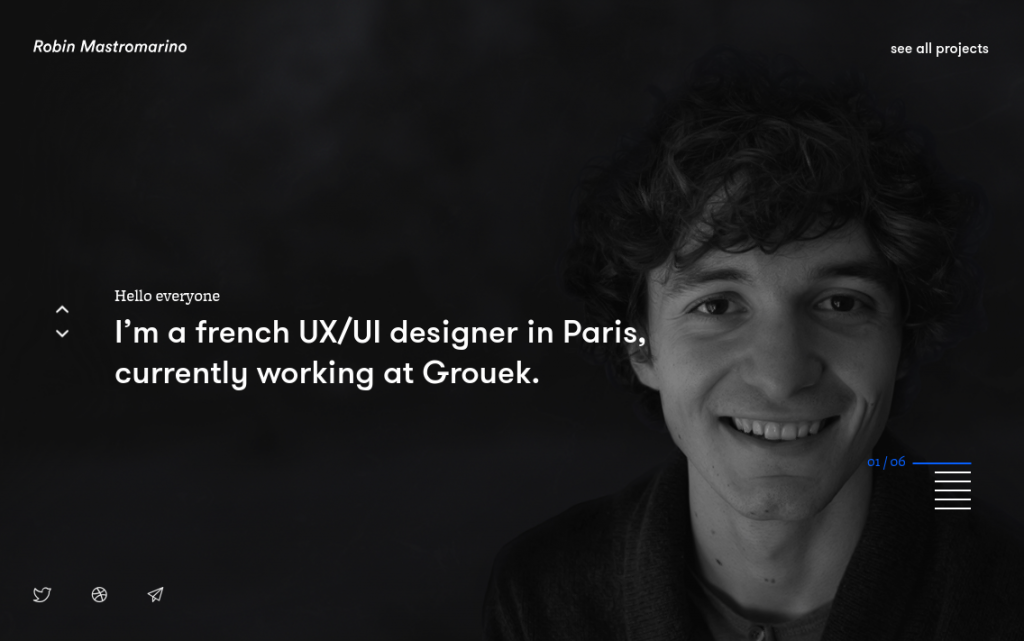 Robin Mastromarino
see all projects
Hello everyone
I’m a french UX/UI designer in Paris,
currently working at Grouek.
01 / 06